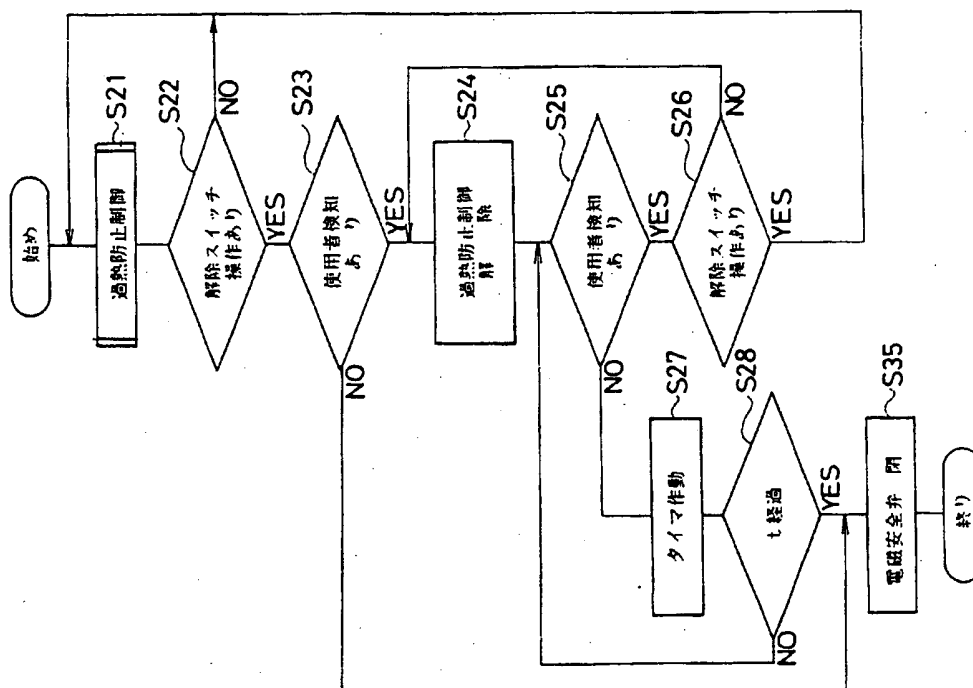 始め
過熱防止制御
S21
解除スイッチ
操作あり
S22
NO
YES
使用者検知
あり
S23
NO
YES
過熱防止制御
解除
S24
使用者検知
あり
S25
NO
YES
解除スイッチ
操作あり
S26
NO
YES
タイマ作動
S27
t経過
S28
NO
YES
電磁安全弁 閉
S35
終り